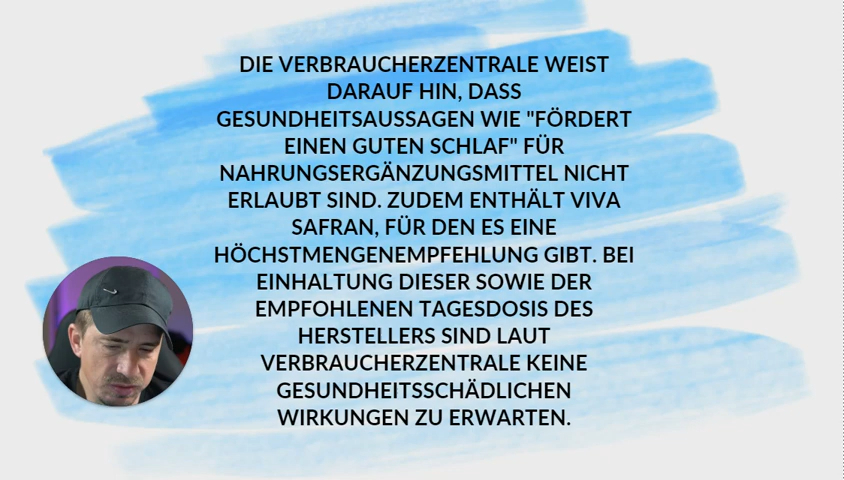 DIE VERBRAUCHERZENTRALE WEIST
DARAUF HIN, DASS
GESUNDHEITSAUSSAGEN WIE "FÖRDERT
EINEN GUTEN SCHLAF" FÜR
NAHRUNGSERGÄNZUNGSMITTEL NICHT
ERLAUBT SIND. ZUDEM ENTHÄLT VIVA
SAFRAN, FÜR DEN ES EINE
HÖCHSTMENGENEMPFEHLUNG GIBT. BEI
EINHALTUNG DIESER SOWIE DER
EMPFOHLENEN TAGESDOSIS DES
HERSTELLERS SIND LAUT
VERBRAUCHERZENTRALE KEINE
GESUNDHEITSSCHÄDLICHEN
WIRKUNGEN ZU ERWARTEN.